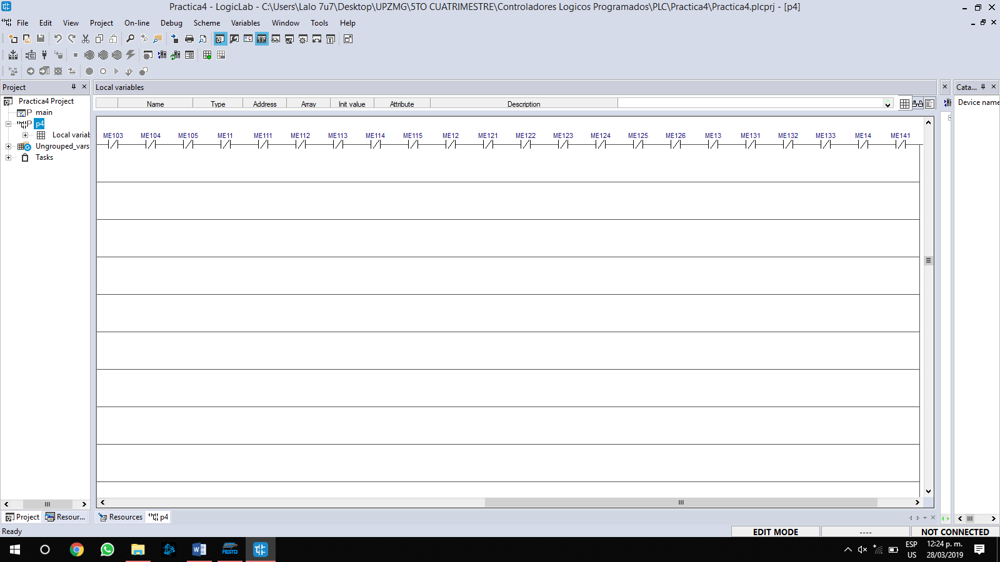 Practica4 - LogicLab - C:\Users\Lalo 7u7\Desktop\UPZMG\5TO CUATRIMESTRE\Controladores Logicos Programados\PLC\Practica4\Practica4.plcprj - [p4]
File Edit View Project On-line Debug Scheme Variables Window Tools Help
Project
Local variables
Cata...
Name Type Address Array Init value Attribute Description
Device name
Practica4 Project
main
p4
Local variab
Ungrouped_vars
Tasks
ME103 ME104 ME105 ME11 ME111 ME112 ME113 ME114 ME115 ME12 ME121 ME122 ME123 ME124 ME125 ME126 ME13 ME131 ME132 ME133 ME14 ME141
Project Resour... Resources p4
Ready
EDIT MODE ---- NOT CONNECTED
FESTO
ESP 12:24 p. m.
US 28/03/2019